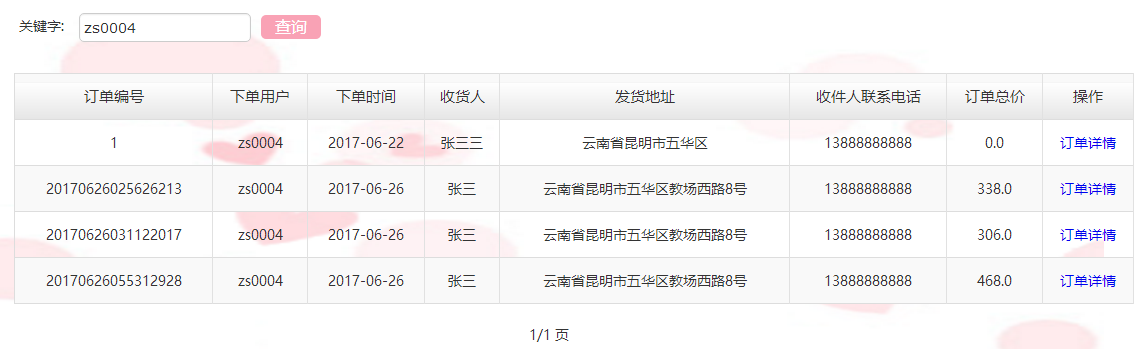 关键字: zs0004 查询
订单编号 下单用户 下单时间 收货人 发货地址 收件人联系电话 订单总价 操作
1 zs0004 2017-06-22 张三三 云南省昆明市五华区 13888888888 0.0 订单详情
20170626025626213 zs0004 2017-06-26 张三 云南省昆明市五华区教场西路8号 13888888888 338.0 订单详情
20170626031122017 zs0004 2017-06-26 张三 云南省昆明市五华区教场西路8号 13888888888 306.0 订单详情
20170626055312928 zs0004 2017-06-26 张三 云南省昆明市五华区教场西路8号 13888888888 468.0 订单详情
1/1 页